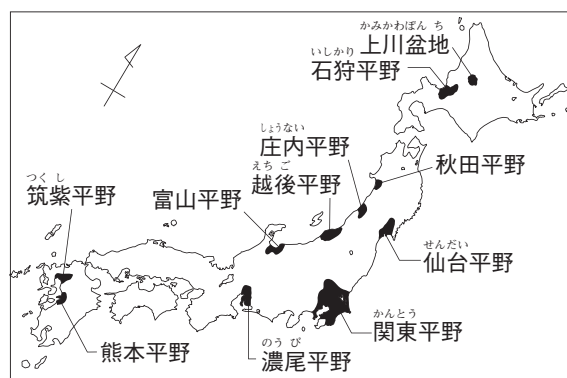 かみかわぼんち
上川盆地
いしかり
石狩平野
しょうない
庄内平野
えちご
越後平野
秋田平野
つくし
筑紫平野
富山平野
せんだい
仙台平野
かんとう
関東平野
熊本平野
のうび
濃尾平野